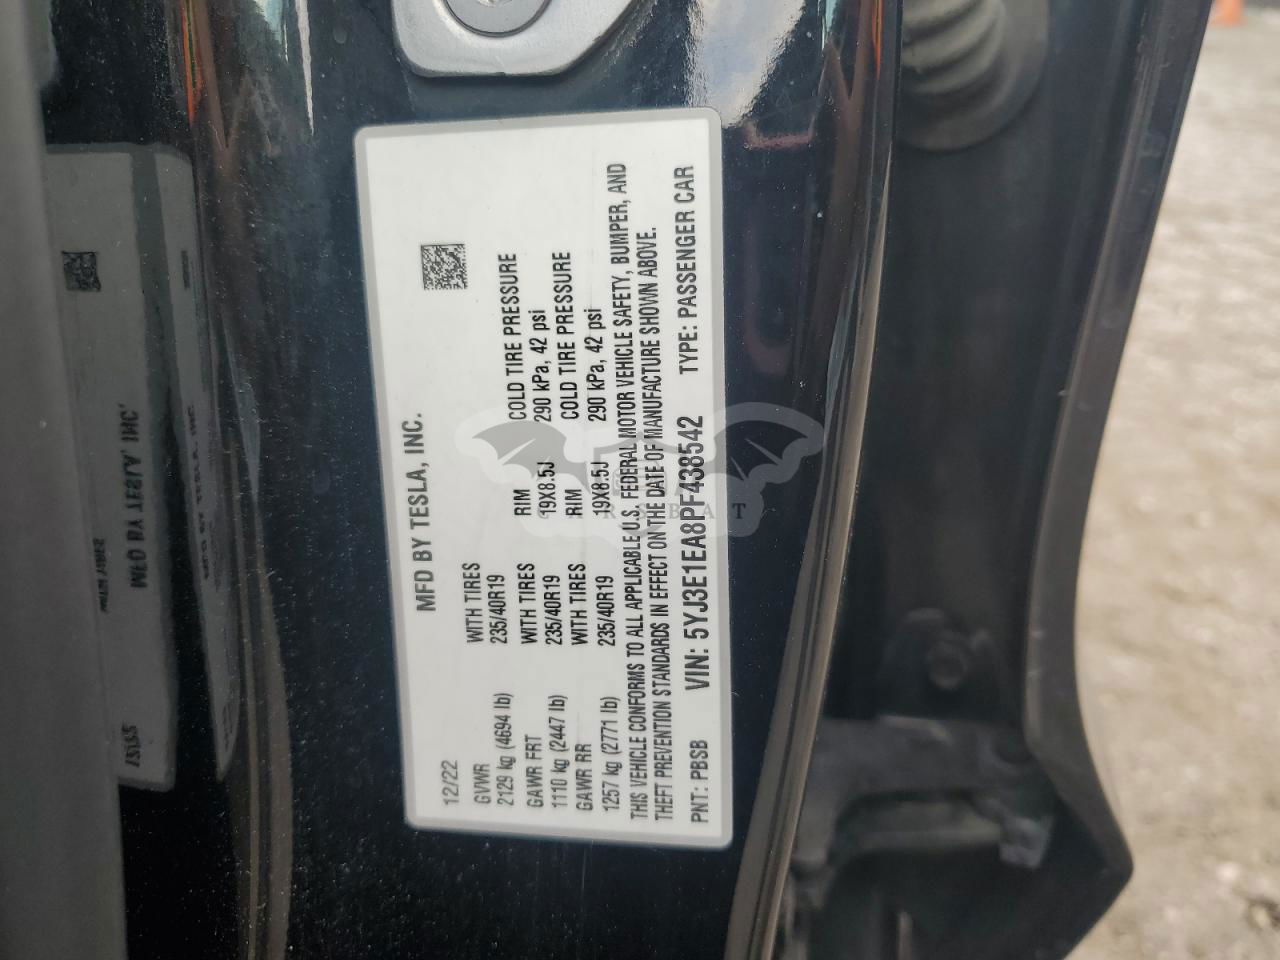 MFD BY TESLA, INC.
12/22
GVWR WITH TIRES RIM COLD TIRE PRESSURE
2129 kg (4694 lb) 235/40R19 19X8.5J 290 kPa, 42 psi
GAWR FRT WITH TIRES RIM COLD TIRE PRESSURE
1110 kg (2447 lb) 235/40R19 19X8.5J 290 kPa, 42 psi
GAWR RR WITH TIRES
1257 kg (2771 lb) 235/40R19
THIS VEHICLE CONFORMS TO ALL APPLICABLE U.S. FEDERAL MOTOR VEHICLE SAFETY, BUMPER, AND
THEFT PREVENTION STANDARDS IN EFFECT ON THE DATE OF MANUFACTURE SHOWN ABOVE.
PNT: PBSB VIN: 5YJ3E1EA8PF438542 TYPE: PASSENGER CAR